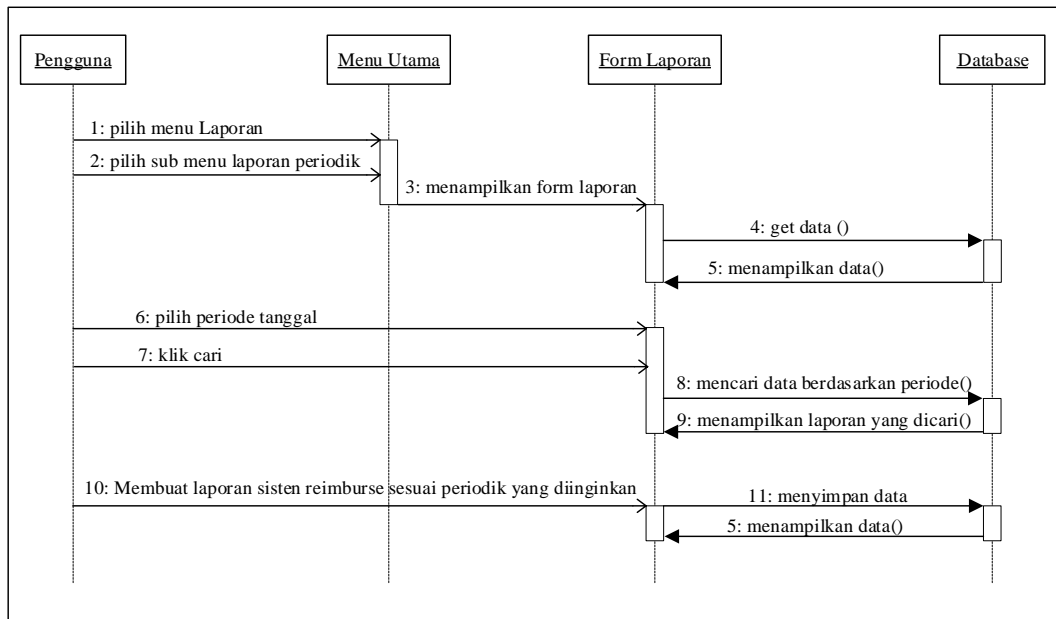 Pengguna
Menu Utama
Form Laporan
Database
1: pilih menu Laporan
2: pilih sub menu laporan periodik
3: menampilkan form laporan
4: get data ()
5: menampilkan data()
6: pilih periode tanggal
7: klik cari
8: mencari data berdasarkan periode()
9: menampilkan laporan yang dicari()
10: Membuat laporan sisten reimburse sesuai periodik yang diinginkan
11: menyimpan data
5: menampilkan data()